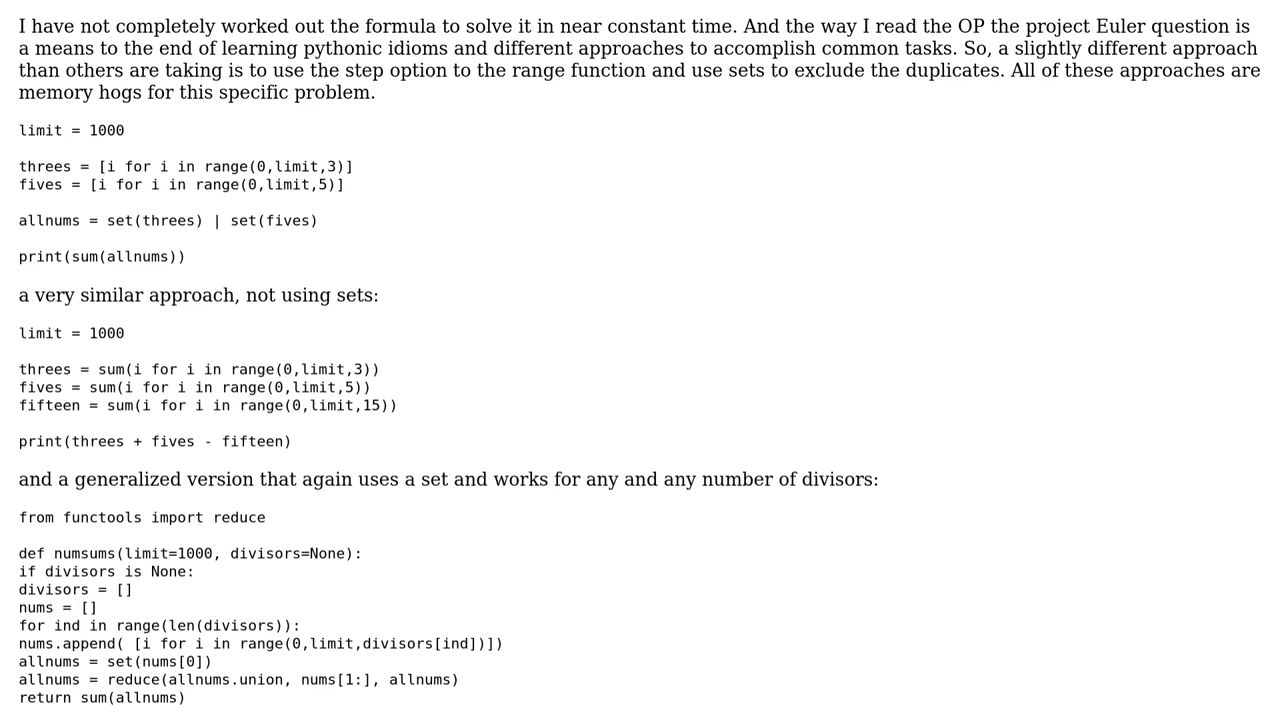 I have not completely worked out the formula to solve it in near constant time. And the way I read the OP the project Euler question is
a means to the end of learning pythonic idioms and different approaches to accomplish common tasks. So, a slightly different approach
than others are taking is to use the step option to the range function and use sets to exclude the duplicates. All of these approaches are
memory hogs for this specific problem.
limit = 1000
threes = [i for i in range(0,limit,3)]
fives = [i for i in range(0,limit,5)]
allnums = set(threes) | set(fives)
print(sum(allnums))
a very similar approach, not using sets:
limit = 1000
threes = sum(i for i in range(0,limit,3))
fives = sum(i for i in range(0,limit,5))
fifteen = sum(i for i in range(0,limit,15))
print(threes + fives - fifteen)
and a generalized version that again uses a set and works for any and any number of divisors:
from functools import reduce
def numsums(limit=1000, divisors=None):
if divisors is None:
divisors = []
nums = []
for ind in range(len(divisors)):
nums.append( [i for i in range(0,limit,divisors[ind])])
allnums = set(nums[0])
allnums = reduce(allnums.union, nums[1:], allnums)
return sum(allnums)